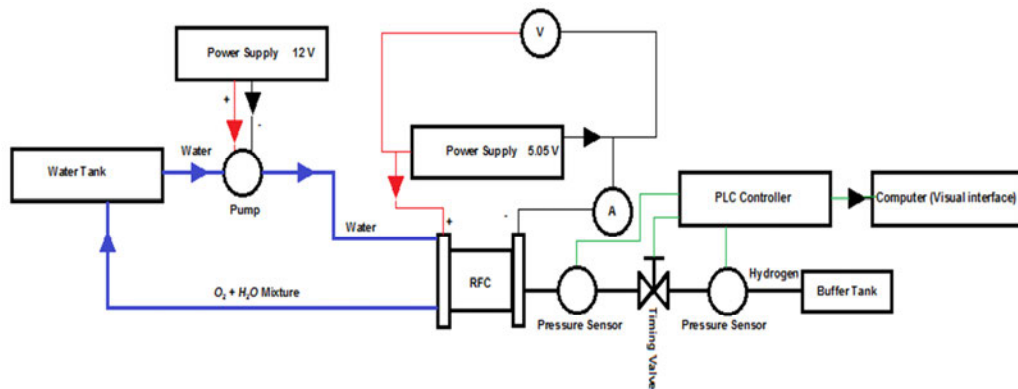 Power Supply 12 V
+
-
V
Power Supply 5.05 V
Water Tank
Water
Pump
Water
A
PLC Controller
Computer (Visual interface)
+
-
RFC
O2 + H2O Mixture
Hydrogen
Buffer Tank
Pressure Sensor
Timing Valve
Pressure Sensor